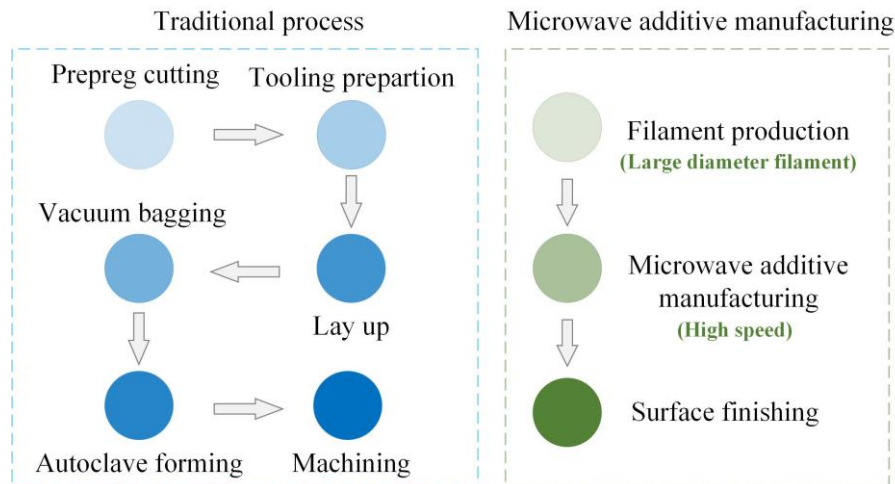 Traditional process
Prepreg cutting
Tooling prepartion
Vacuum bagging
Lay up
Autoclave forming
Machining
Microwave additive manufacturing
Filament production
(Large diameter filament)
Microwave additive
manufacturing
(High speed)
Surface finishing